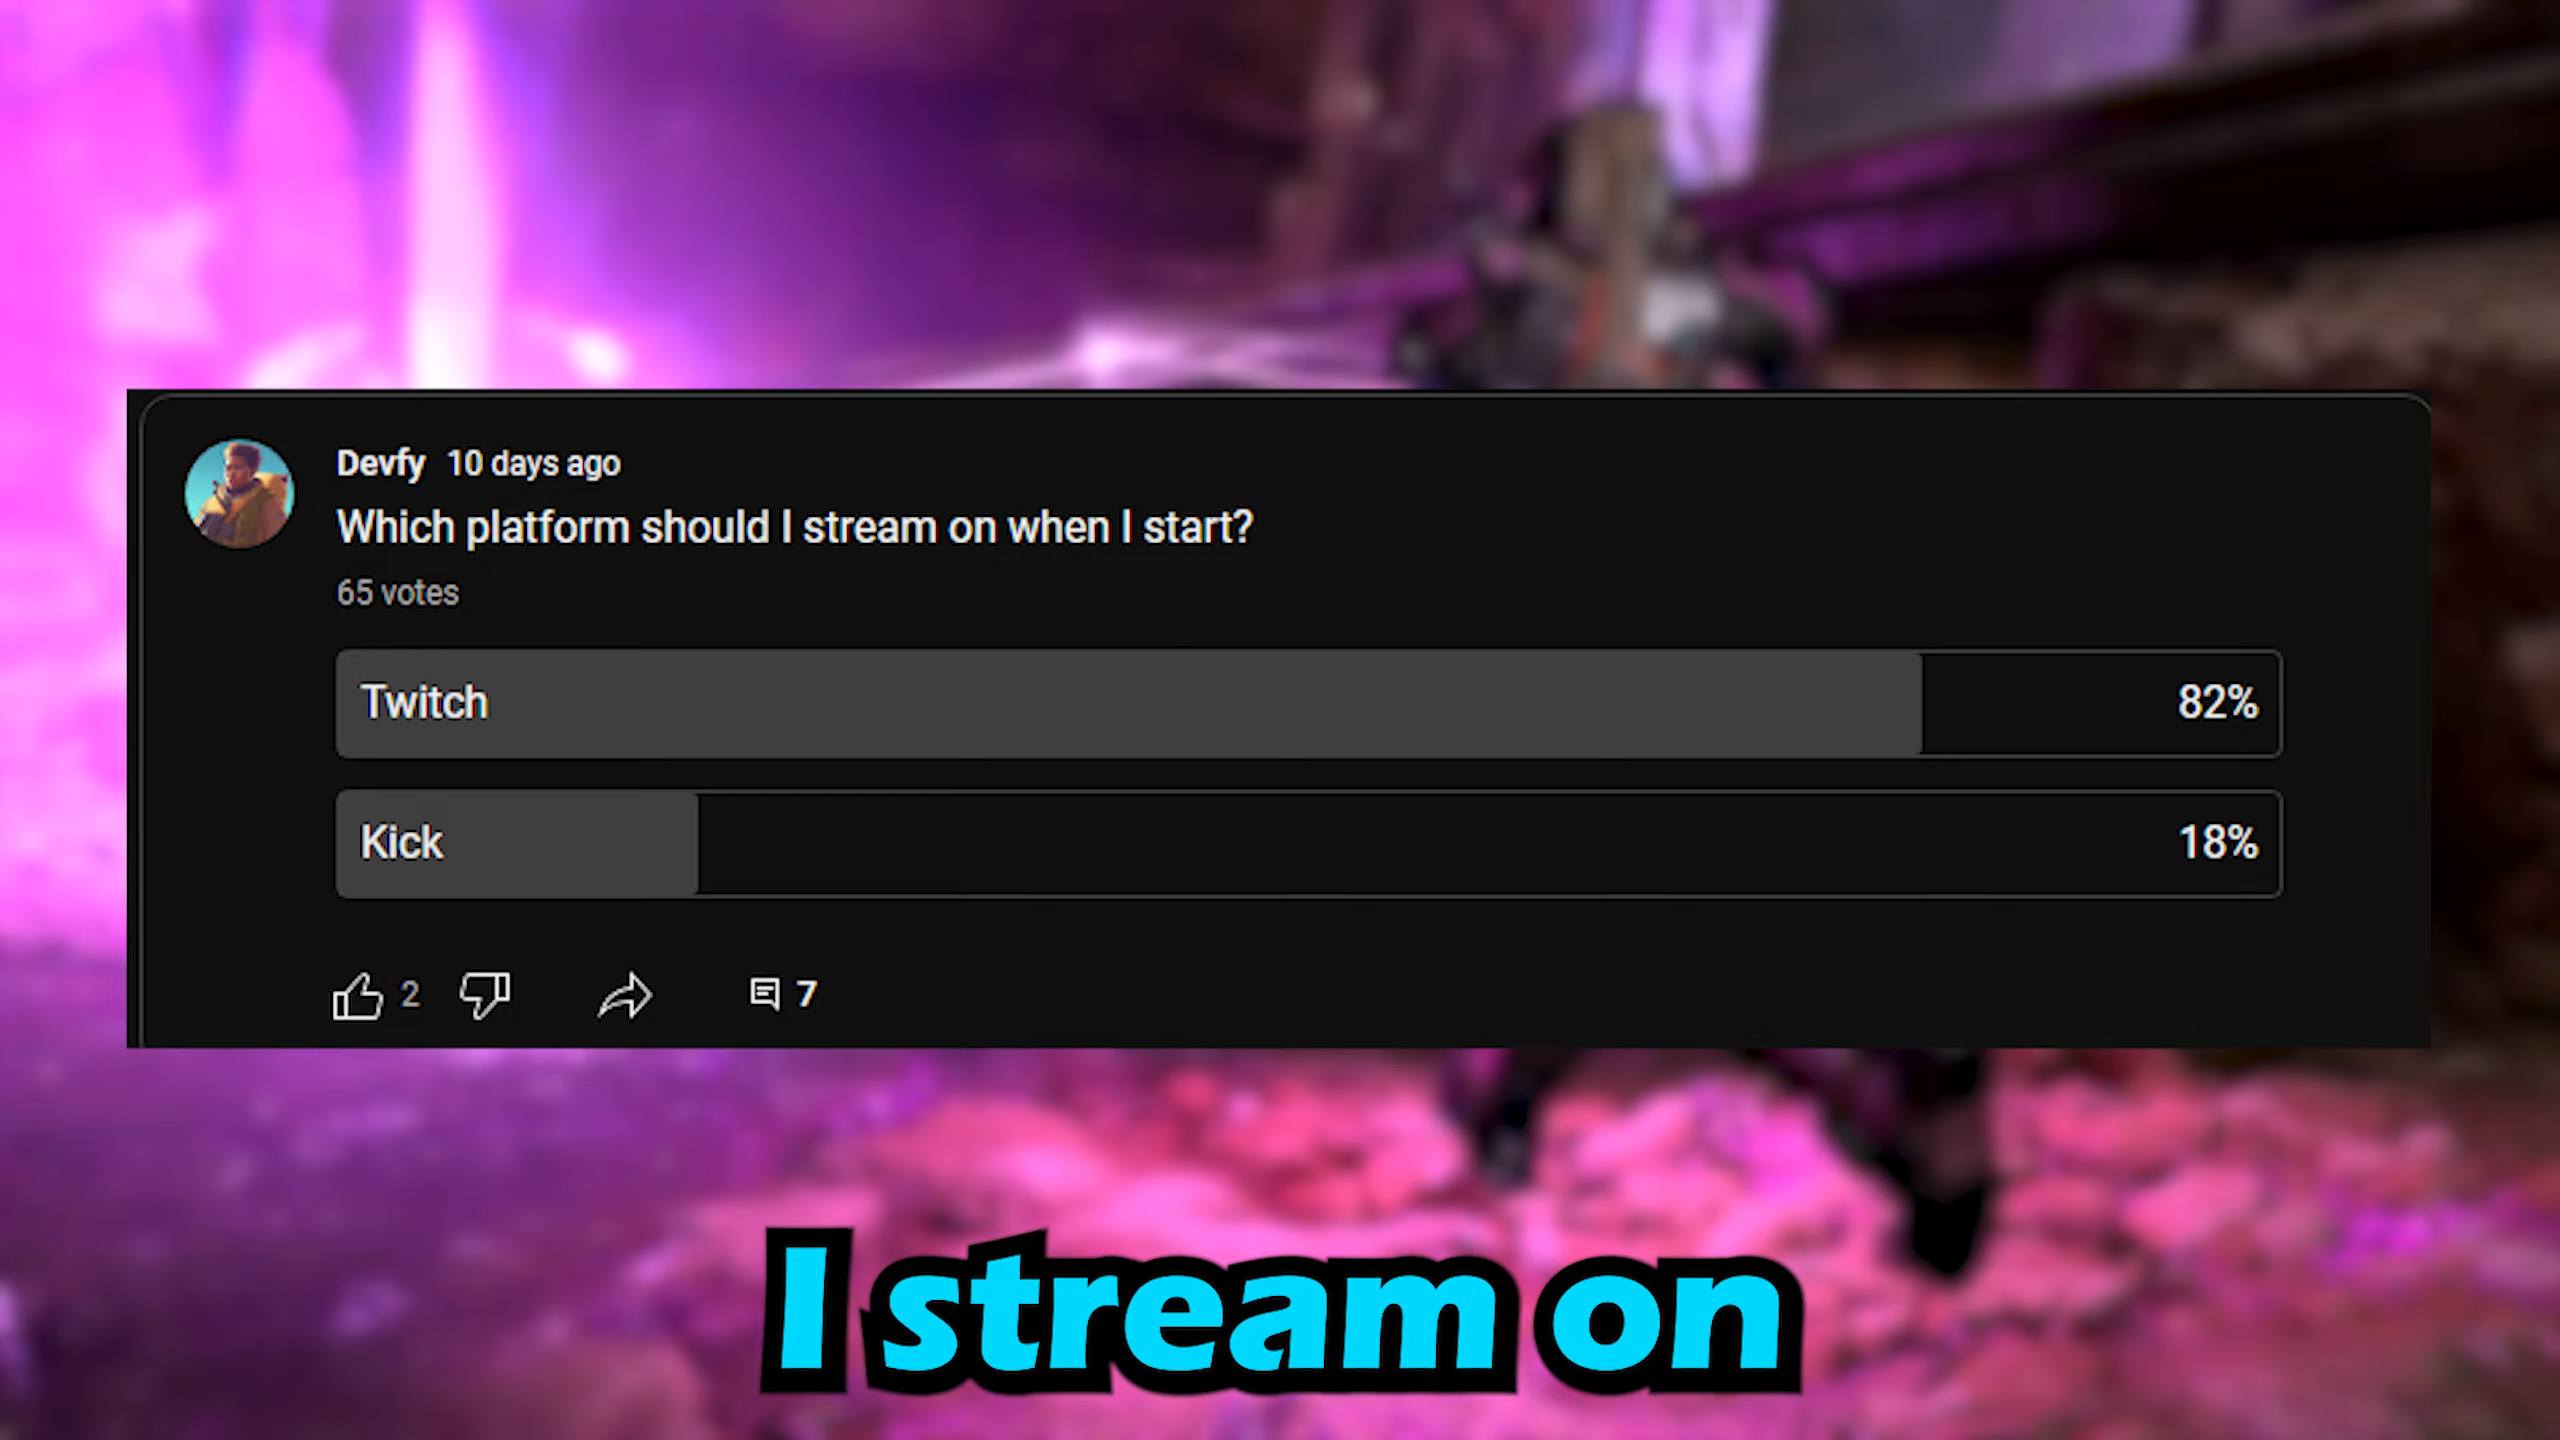 Devfy 10 days ago
Which platform should I stream on when I start?
65 votes
Twitch 82%
Kick 18%
2 7
I stream on